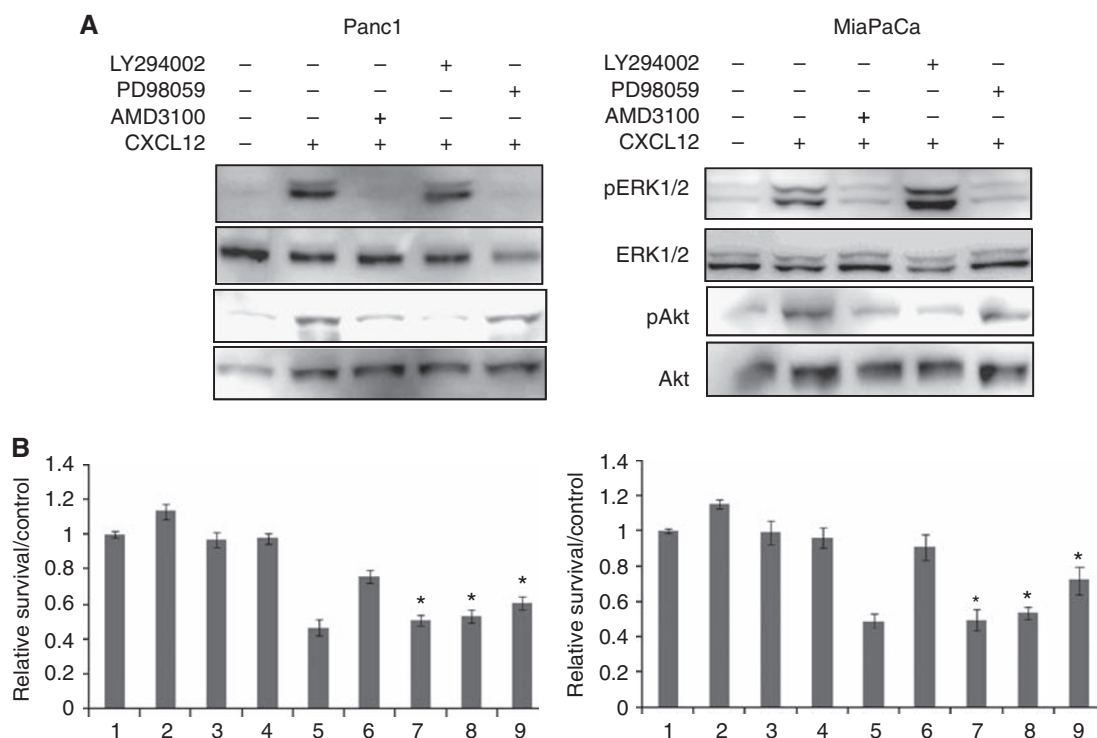 A
Panc1
LY294002 – – – + –
PD98059 – – – – +
AMD3100 – – + – –
CXCL12 – + + + +
MiaPaCa
LY294002 – – – + –
PD98059 – – – – +
AMD3100 – – + – –
CXCL12 – + + + +
pERK1/2
ERK1/2
pAkt
Akt
B
Relative survival/control
1.4
1.2
1
0.8
0.6
0.4
0.2
0
* * *
1 2 3 4 5 6 7 8 9
Relative survival/control
1.4
1.2
1
0.8
0.6
0.4
0.2
0
* * *
1 2 3 4 5 6 7 8 9